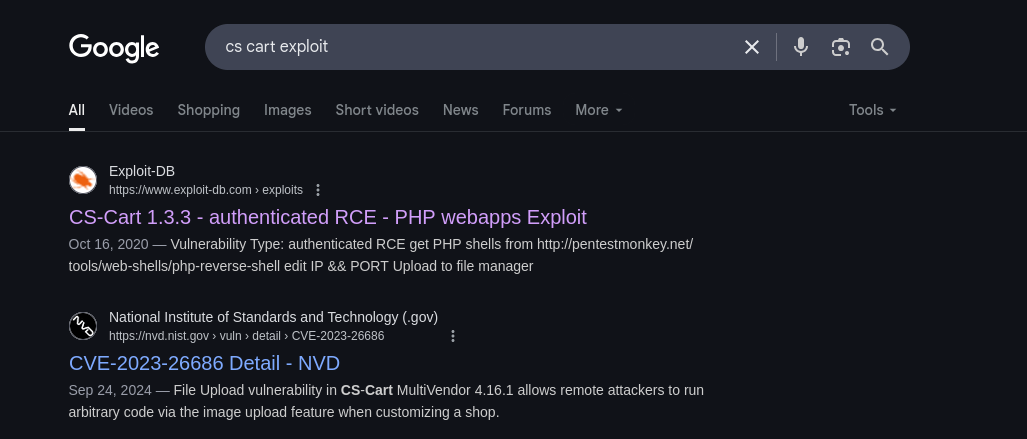 Google
cs cart exploit
All Videos Shopping Images Short videos News Forums More Tools
Exploit-DB
https://www.exploit-db.com › exploits
CS-Cart 1.3.3 - authenticated RCE - PHP webapps Exploit
Oct 16, 2020 — Vulnerability Type: authenticated RCE get PHP shells from http://pentestmonkey.net/
tools/web-shells/php-reverse-shell edit IP && PORT Upload to file manager
NVD
National Institute of Standards and Technology (.gov)
https://nvd.nist.gov › vuln › detail › CVE-2023-26686
CVE-2023-26686 Detail - NVD
Sep 24, 2024 — File Upload vulnerability in CS-Cart MultiVendor 4.16.1 allows remote attackers to run
arbitrary code via the image upload feature when customizing a shop.